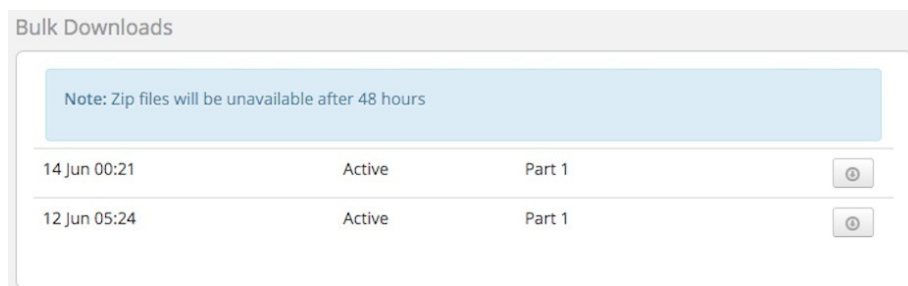 Bulk Downloads
Note: Zip files will be unavailable after 48 hours
14 Jun 00:21 Active Part 1
12 Jun 05:24 Active Part 1